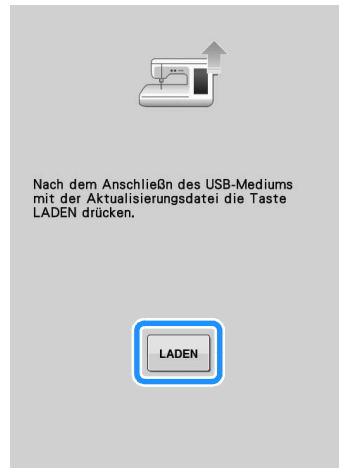 Nach dem Anschließn des USB-Mediums
mit der Aktualisierungsdatei die Taste
LADEN drücken.
LADEN